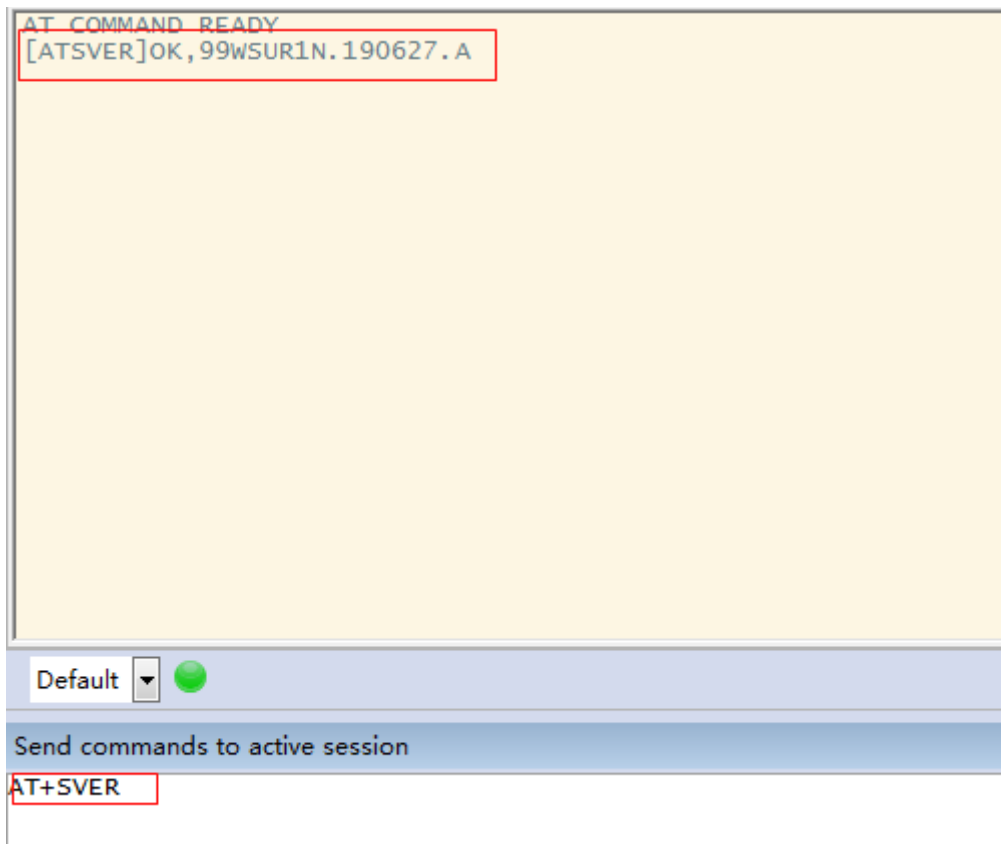 AT COMMAND READY
[ATSVER]OK,99WSUR1N.190627.A
Default
Send commands to active session
AT+SVER